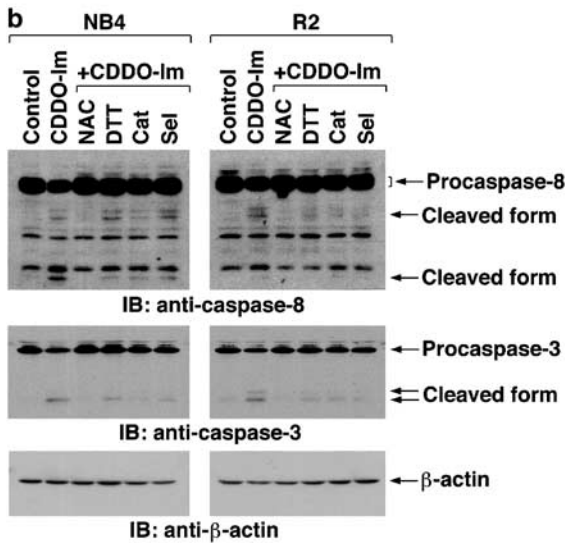 b
NB4 R2
+CDDO-Im +CDDO-Im
Control CDDO-Im NAC DTT Cat Sel Control CDDO-Im NAC DTT Cat Sel
Procaspase-8
Cleaved form
Cleaved form
IB: anti-caspase-8
Procaspase-3
Cleaved form
IB: anti-caspase-3
β-actin
IB: anti-β-actin